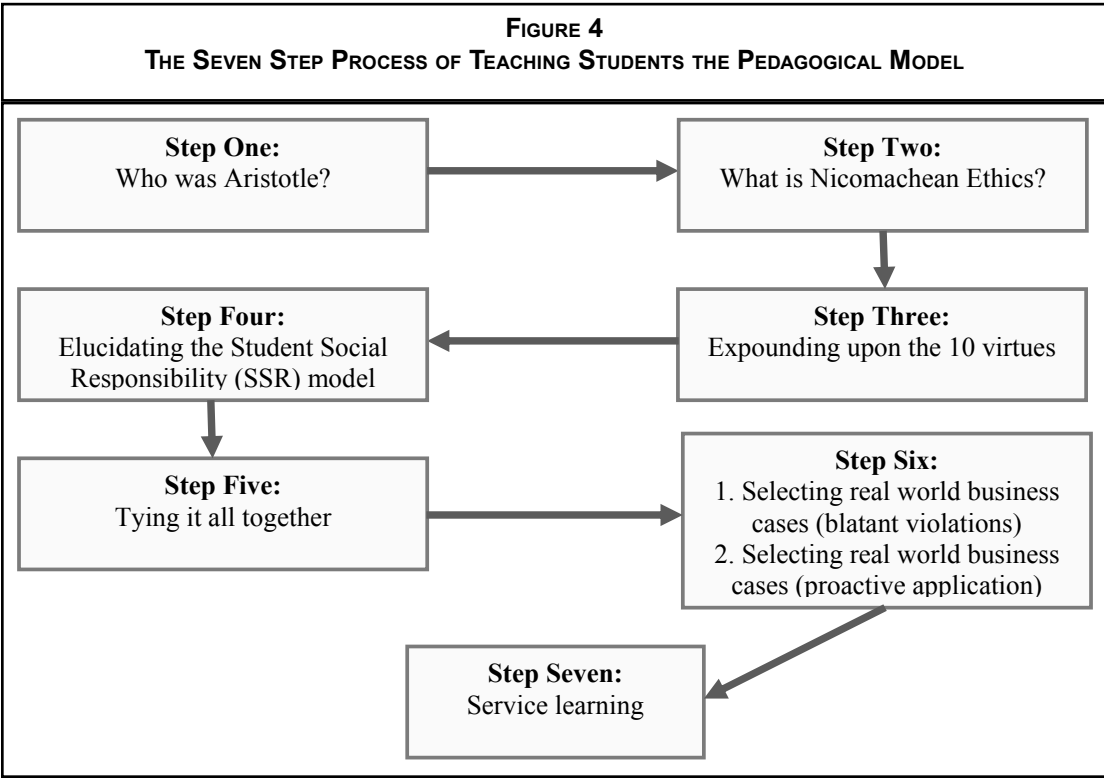 FIGURE 4
THE SEVEN STEP PROCESS OF TEACHING STUDENTS THE PEDAGOGICAL MODEL
Step One:
Who was Aristotle?
Step Two:
What is Nicomachean Ethics?
Step Four:
Elucidating the Student Social
Responsibility (SSR) model
Step Three:
Expounding upon the 10 virtues
Step Five:
Tying it all together
Step Six:
1. Selecting real world business
cases (blatant violations)
2. Selecting real world business
cases (proactive application)
Step Seven:
Service learning